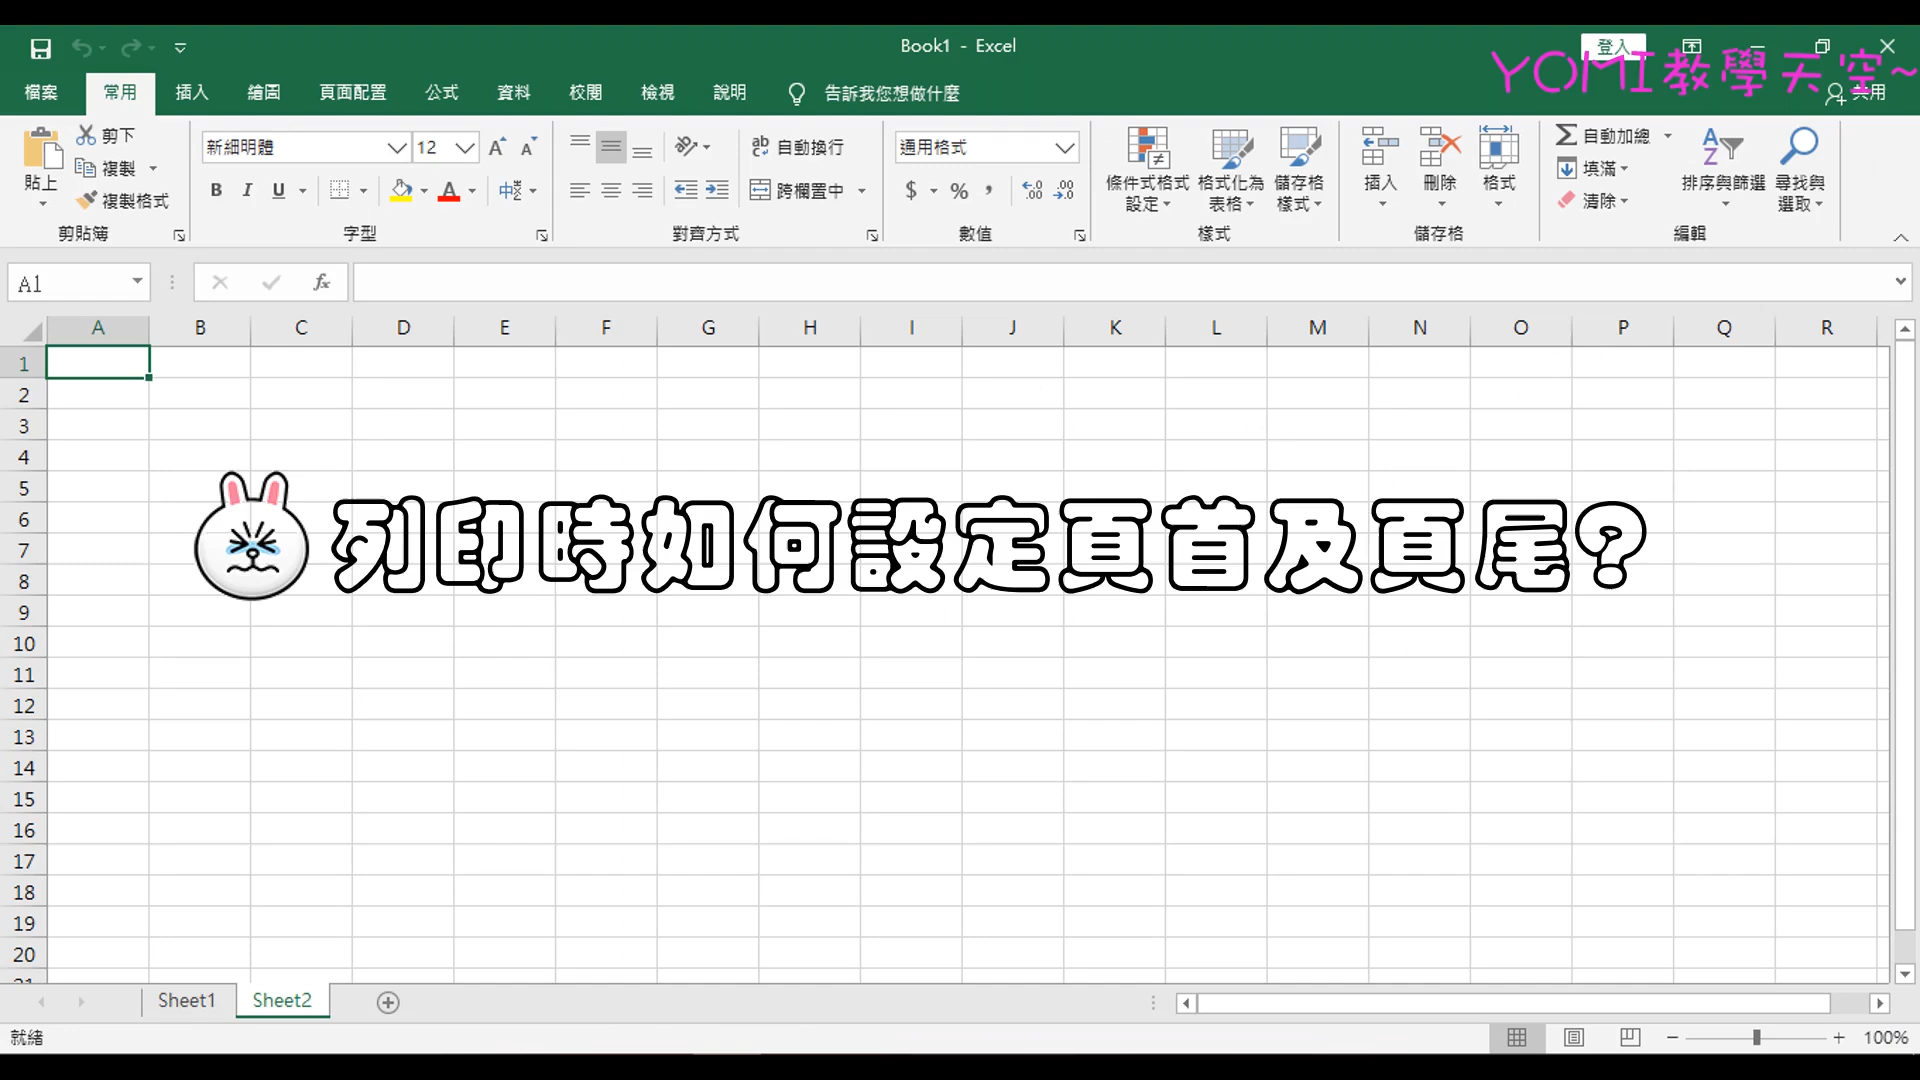 Book1 - Excel
登入
YOMI教學天空~
檔案 常用 插入 繪圖 頁面配置 公式 資料 校閱 檢視 說明 告訴我您想做什麼 共用
貼上 剪下 複製 複製格式 剪貼簿
新細明體 12 B I U A 中 字型
ab 自動換行 跨欄置中 對齊方式
通用格式 $ % , 數值
條件式格式設定 格式化為表格 儲存格樣式 樣式
插入 刪除 格式 儲存格
自動加總 填滿 清除 排序與篩選 尋找與選取 編輯
A1 fx
A B C D E F G H I J K L M N O P Q R
1
2
3
4
5
6
7
8
9
10
11
12
13
14
15
16
17
18
19
20
21
列印時如何設定頁首及頁尾?
Sheet1 Sheet2
就緒 100%